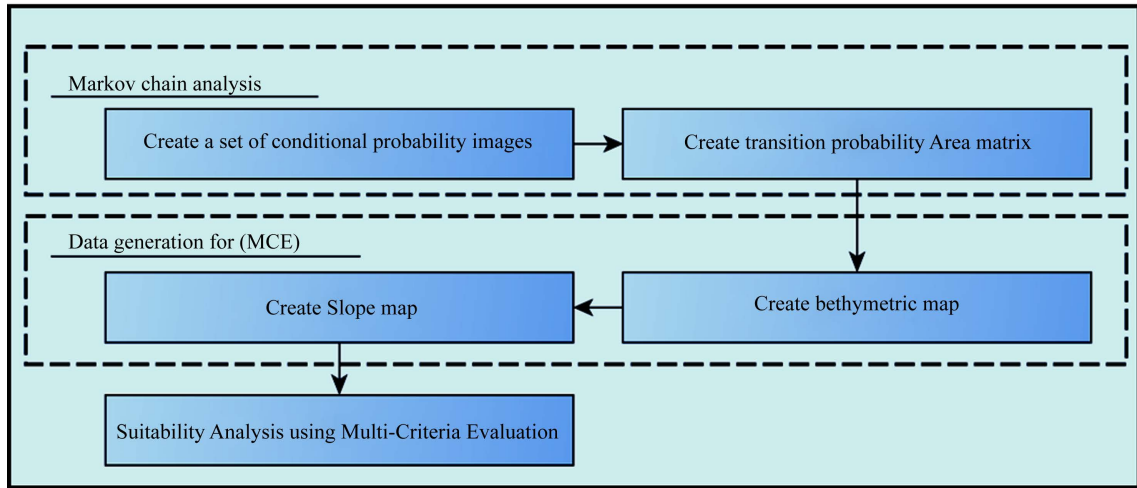 Markov chain analysis
Create a set of conditional probability images
Create transition probability Area matrix
Data generation for (MCE)
Create Slope map
Create bethymetric map
Suitability Analysis using Multi-Criteria Evaluation